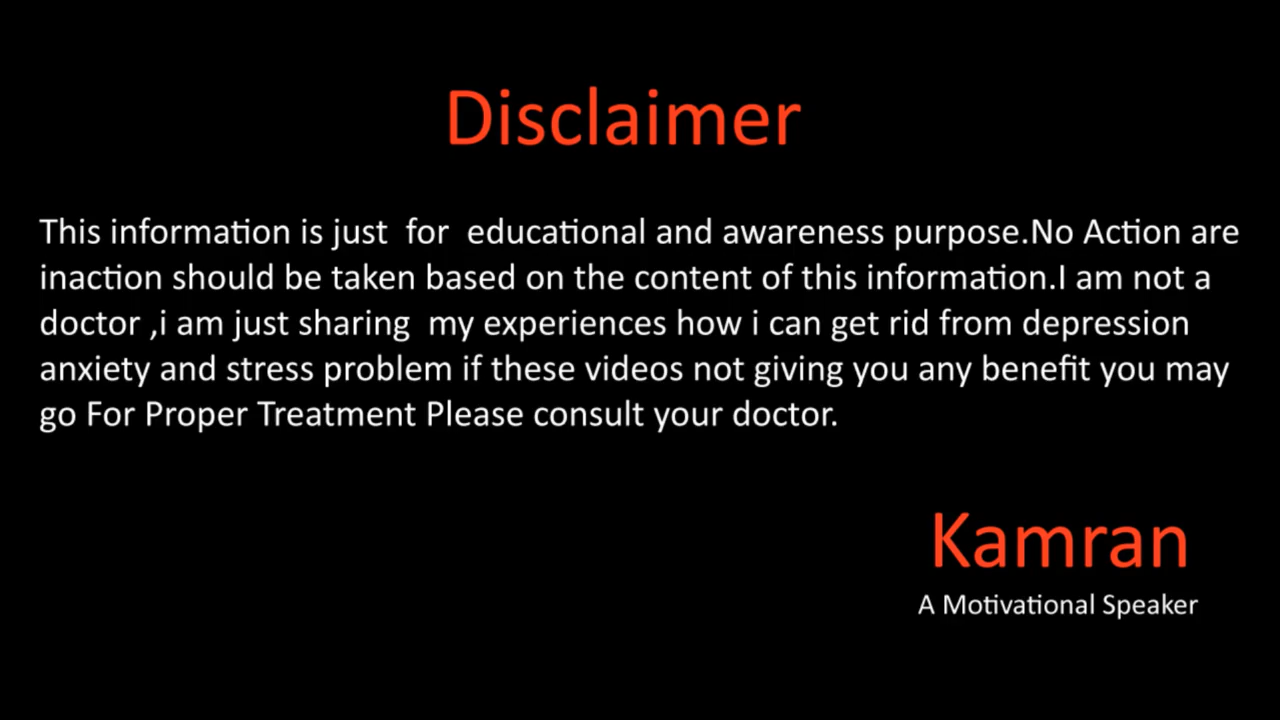 Disclaimer
This information is just  for  educational and awareness purpose.No Action are
inaction should be taken based on the content of this information.I am not a
doctor ,i am just sharing  my experiences how i can get rid from depression
anxiety and stress problem if these videos not giving you any benefit you may
go For Proper Treatment Please consult your doctor.
Kamran
A Motivational Speaker